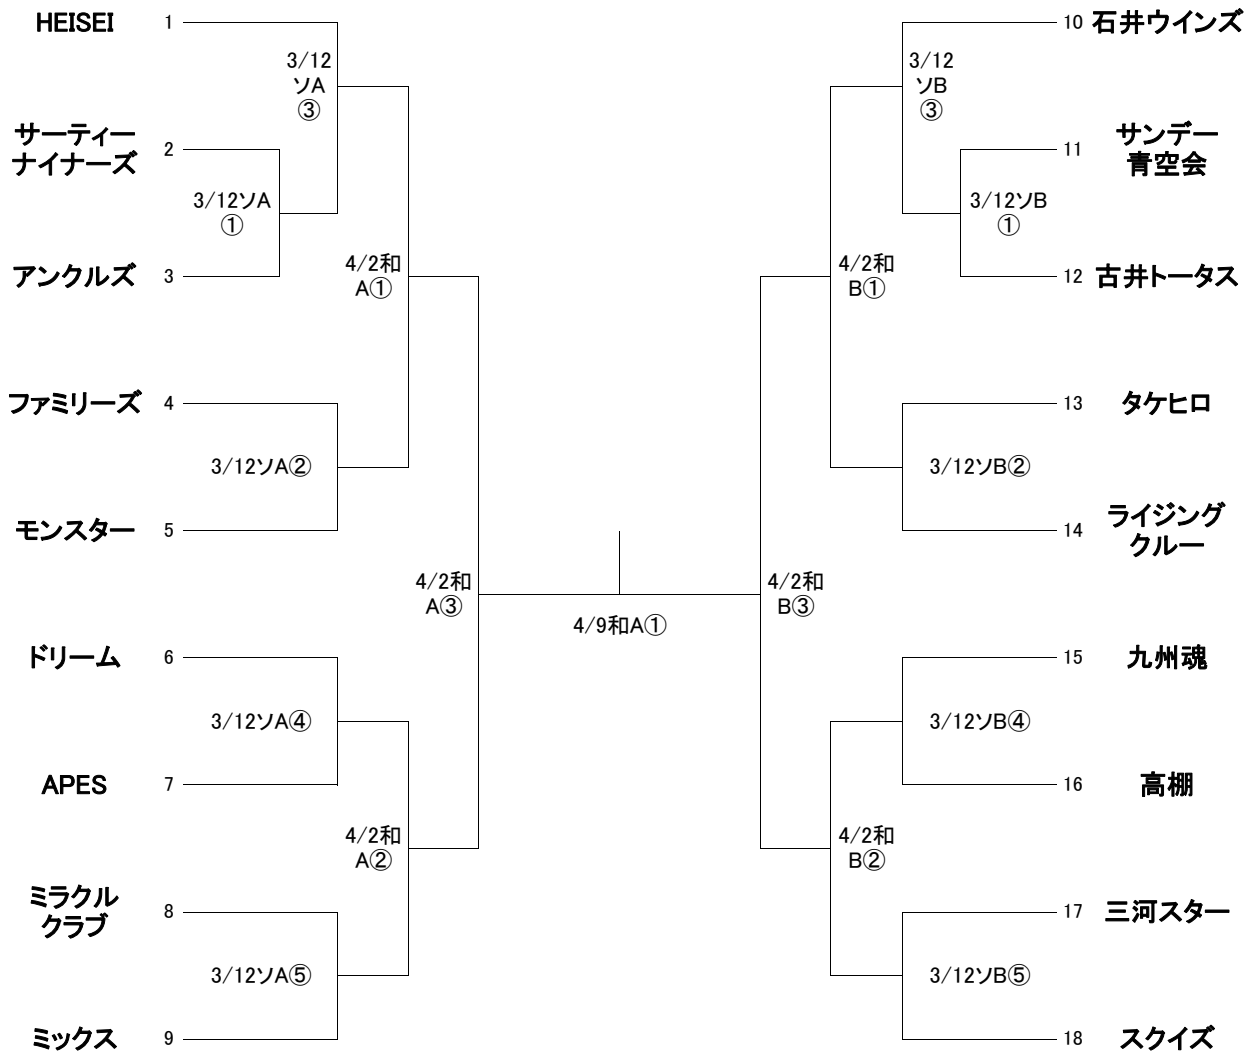 HEISEI 1
3/12
ソA
③
サーティー
ナイナーズ 2
3/12ソA
①
アンクルズ 3
4/2和
A①
ファミリーズ 4
3/12ソA②
モンスター 5
4/2和
A③
ドリーム 6
3/12ソA④
APES 7
4/2和
A②
ミラクル
クラブ 8
3/12ソA⑤
ミックス 9
4/9和A①
10 石井ウインズ
3/12
ソB
③
11 サンデー
青空会
3/12ソB
①
12 古井トータス
4/2和
B①
13 タケヒロ
3/12ソB②
14 ライジング
クルー
4/2和
B③
15 九州魂
3/12ソB④
16 高棚
4/2和
B②
17 三河スター
3/12ソB⑤
18 スクイズ